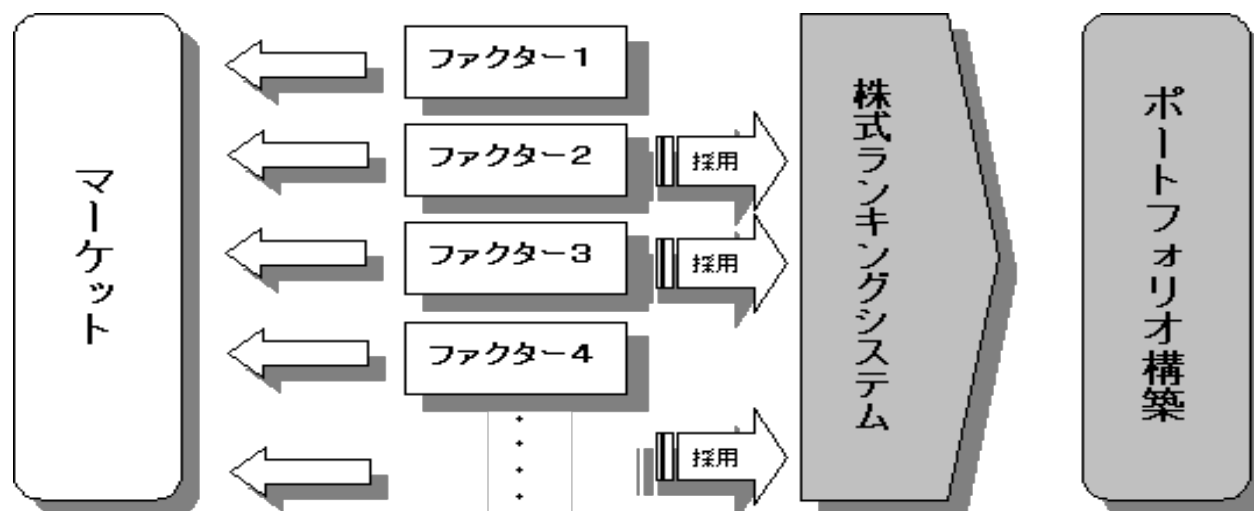 マーケット
ファクター1
ファクター2
ファクター3
ファクター4
採用
採用
採用
株式ランキングシステム
ポートフォリオ構築